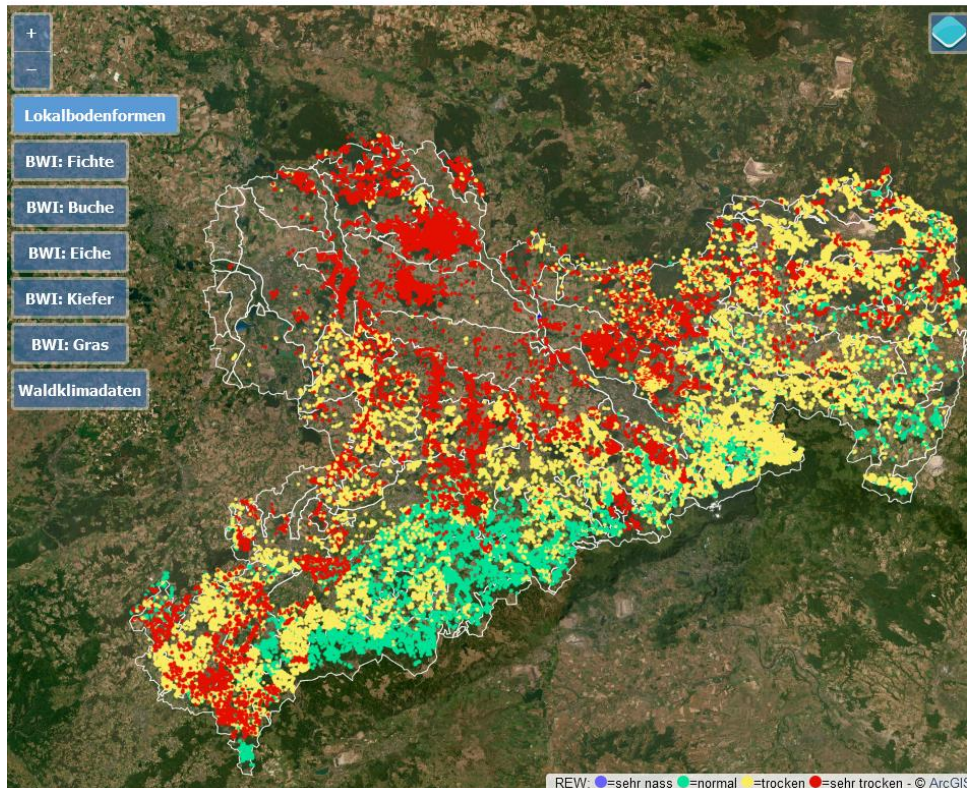 +
–
Lokalbodenformen
BWI: Fichte
BWI: Buche
BWI: Eiche
BWI: Kiefer
BWI: Gras
Waldklimadaten
REW: =sehr nass =normal =trocken =sehr trocken - © ArcGIS